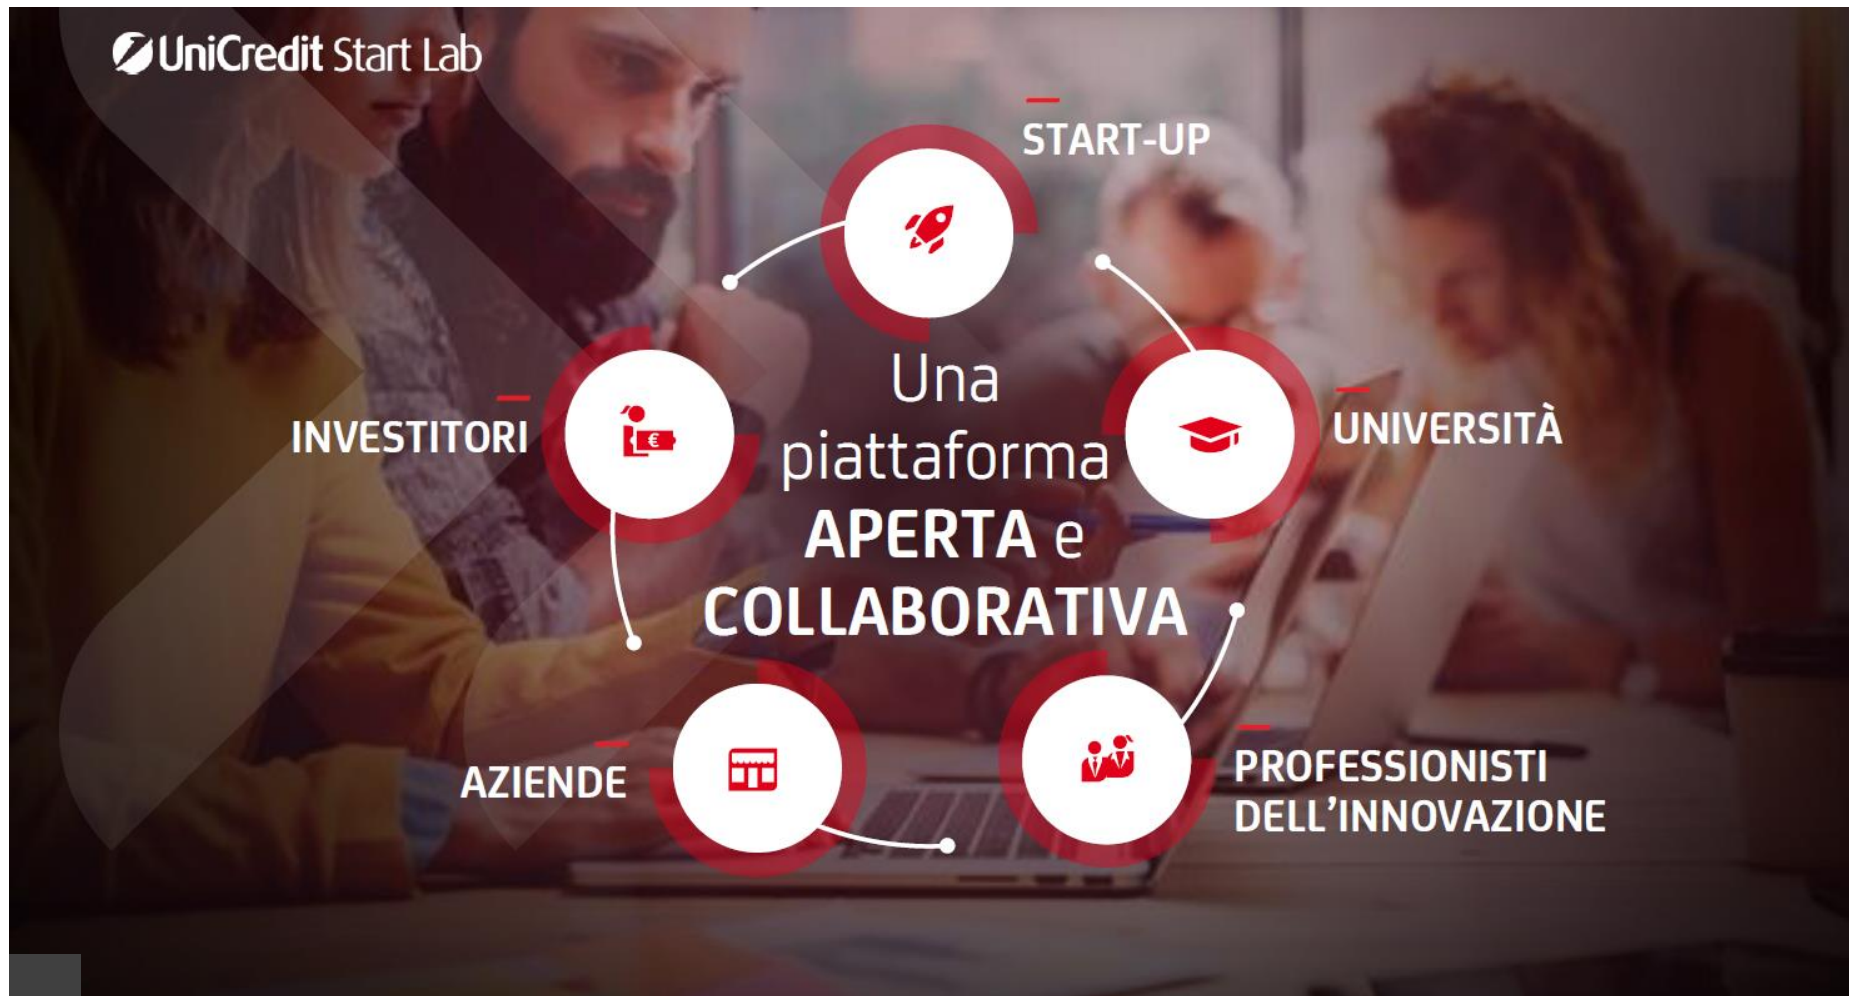 UniCredit Start Lab
START-UP
Una
piattaforma
APERTA e
COLLABORATIVA
INVESTITORI
€
UNIVERSITÀ
AZIENDE
PROFESSIONISTI
DELL'INNOVAZIONE